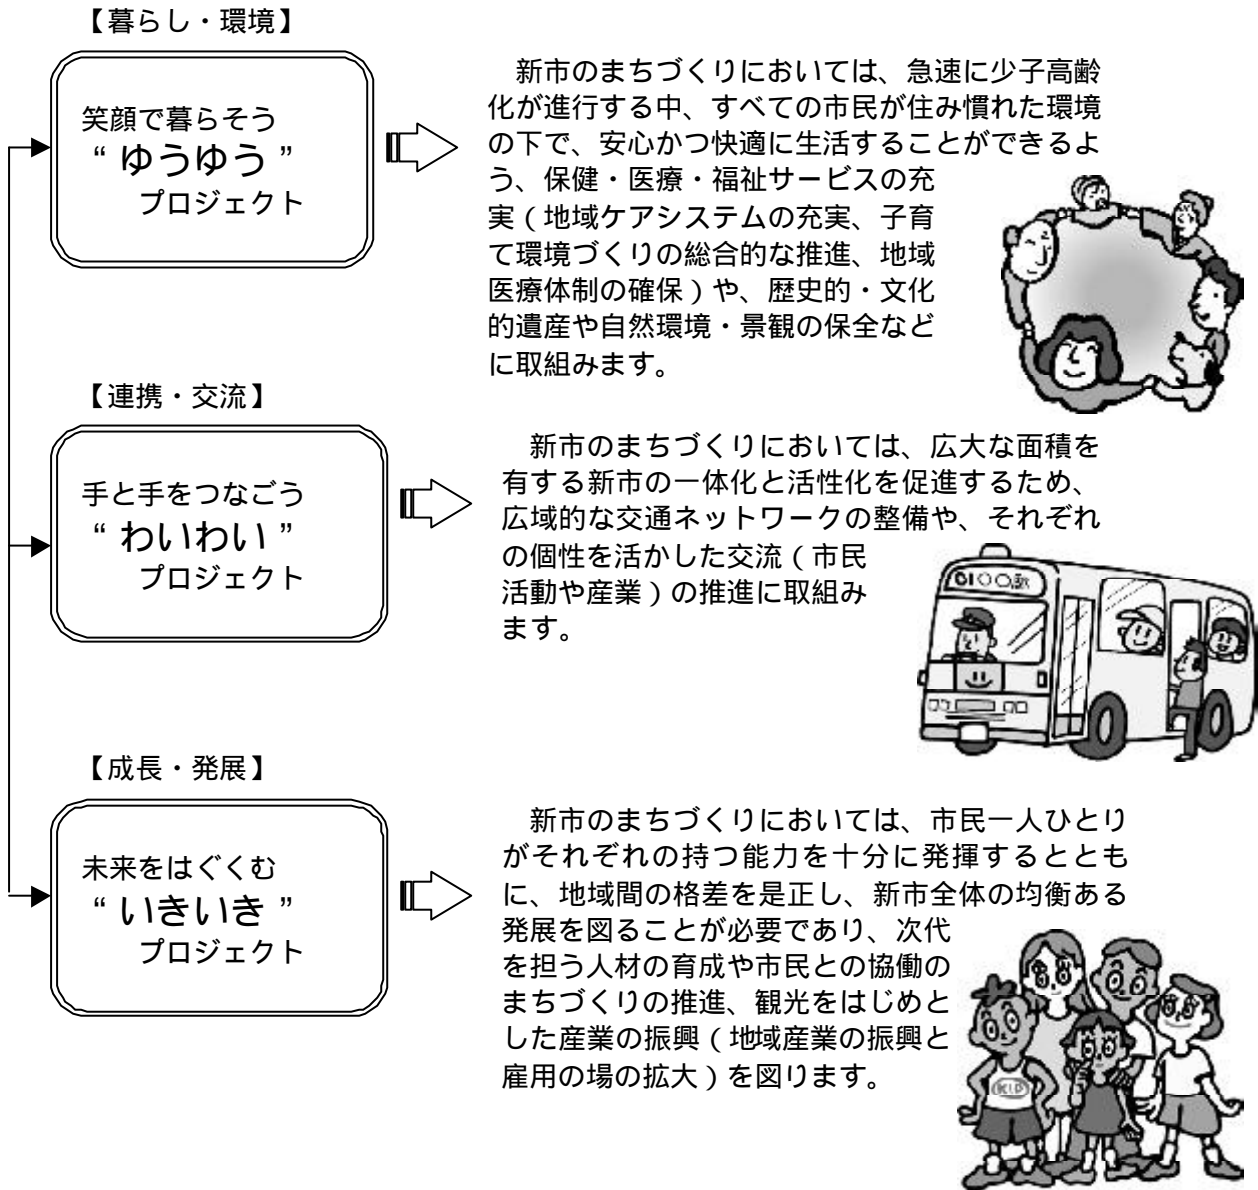 【暮らし・環境】
笑顔で暮らそう
“ゆうゆう”
プロジェクト
新市のまちづくりにおいては、急速に少子高齢
化が進行する中、すべての市民が住み慣れた環境
の下で、安心かつ快適に生活することができるよ
う、保健・医療・福祉サービスの充
実（地域ケアシステムの充実、子育
て環境づくりの総合的な推進、地域
医療体制の確保）や、歴史的・文化
的遺産や自然環境・景観の保全など
に取組みます。
【連携・交流】
手と手をつなごう
“わいわい”
プロジェクト
新市のまちづくりにおいては、広大な面積を
有する新市の一体化と活性化を促進するため、
広域的な交通ネットワークの整備や、それぞれ
の個性を活かした交流（市民
活動や産業）の推進に取組み
ます。
【成長・発展】
未来をはぐくむ
“いきいき”
プロジェクト
新市のまちづくりにおいては、市民一人ひとり
がそれぞれの持つ能力を十分に発揮するととも
に、地域間の格差を是正し、新市全体の均衡ある
発展を図ることが必要であり、次代
を担う人材の育成や市民との協働の
まちづくりの推進、観光をはじめと
した産業の振興（地域産業の振興と
雇用の場の拡大）を図ります。